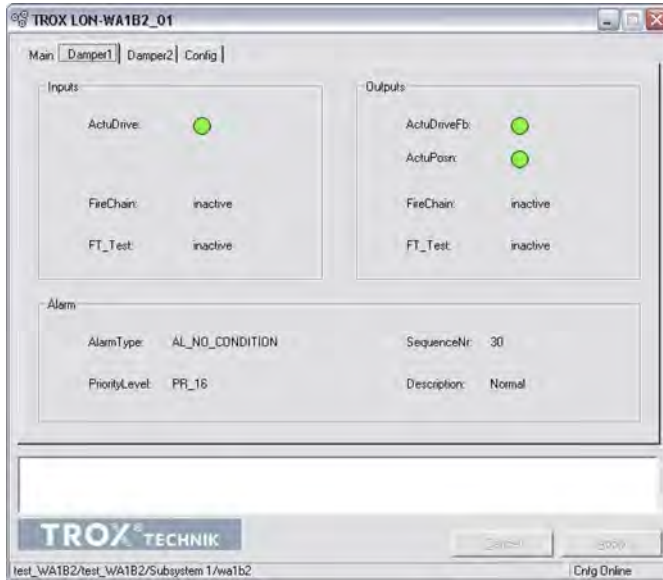 TROX LON-WA1B2_01
Main Damper1 Damper2 Config
Inputs
ActuDrive:
FireChain: inactive
FT_Test: inactive
Outputs
ActuDriveFb:
ActuPosn:
FireChain: inactive
FT_Test: inactive
Alarm
AlarmType: AL_NO_CONDITION
SequenceNr: 30
PriorityLevel: PR_16
Description: Normal
TROX® TECHNIK
Cancel Apply
test_WA1B2/test_WA1B2/Subsystem 1/wa1b2
Cnfg Online